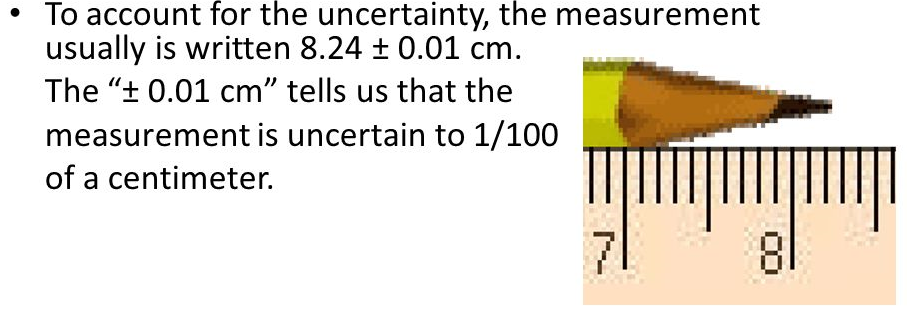 • To account for the uncertainty, the measurement
usually is written 8.24 ± 0.01 cm.
The “± 0.01 cm” tells us that the
measurement is uncertain to 1/100
of a centimeter.
7 8